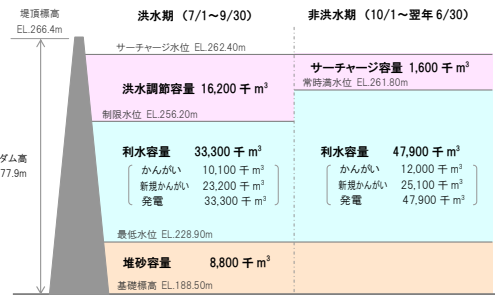 堤頂標高
EL.266.4m
洪水期 (7/1～9/30)
非洪水期 (10/1～翌年 6/30)
サーチャージ水位 EL.262.40m
洪水調節容量 16,200 千 m³
サーチャージ容量 1,600 千 m³
常時満水位 EL.261.80m
制限水位 EL.256.20m
ダム高
77.9m
利水容量 33,300 千 m³
かんがい 10,100 千 m³
新規かんがい 23,200 千 m³
発電 33,300 千 m³
利水容量 47,900 千 m³
かんがい 12,000 千 m³
新規かんがい 25,100 千 m³
発電 47,900 千 m³
最低水位 EL.228.90m
堆砂容量 8,800 千 m³
基礎標高 EL.188.50m